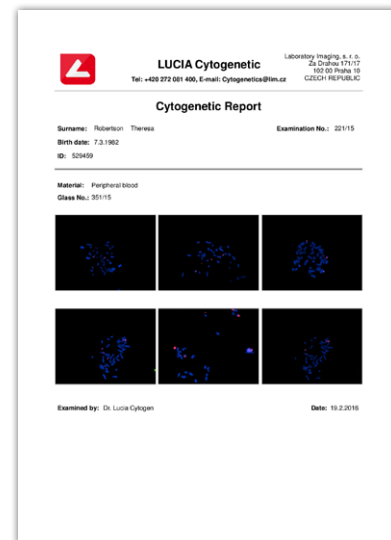 LUCIA Cytogenetic
Tel: +420 272 081 400, E-mail: Cytogenetics@lim.cz
Laboratory Imaging, s. r. o.
Za Drahou 171/17
102 00 Praha 10
CZECH REPUBLIC
Cytogenetic Report
Surname: Robertson Theresa
Examination No.: 221/15
Birth date: 7.3.1982
ID: 529459
Material: Peripheral blood
Glass No.: 351/15
Examined by: Dr. Lucia Cytogen
Date: 19.2.2016